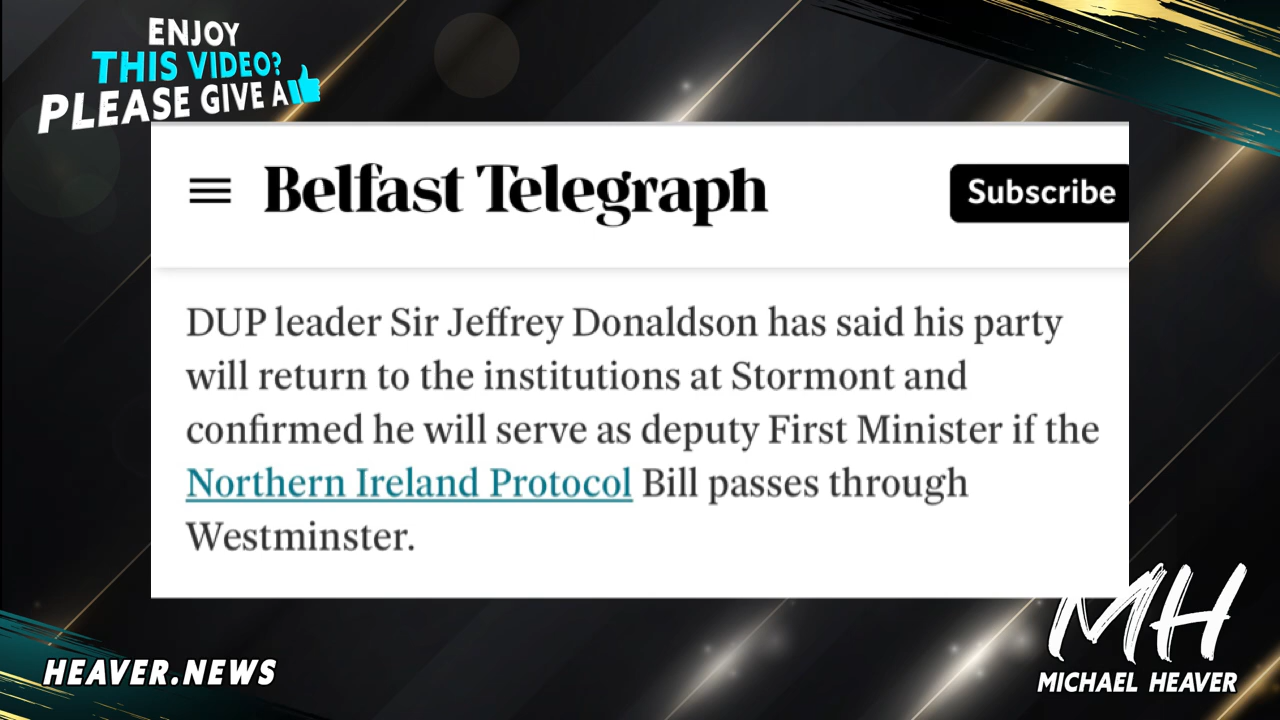 ENJOY
THIS VIDEO?
PLEASE GIVE A
Belfast Telegraph
Subscribe
DUP leader Sir Jeffrey Donaldson has said his party
will return to the institutions at Stormont and
confirmed he will serve as deputy First Minister if the
Northern Ireland Protocol Bill passes through
Westminster.
HEAVER.NEWS
MH
MICHAEL HEAVER